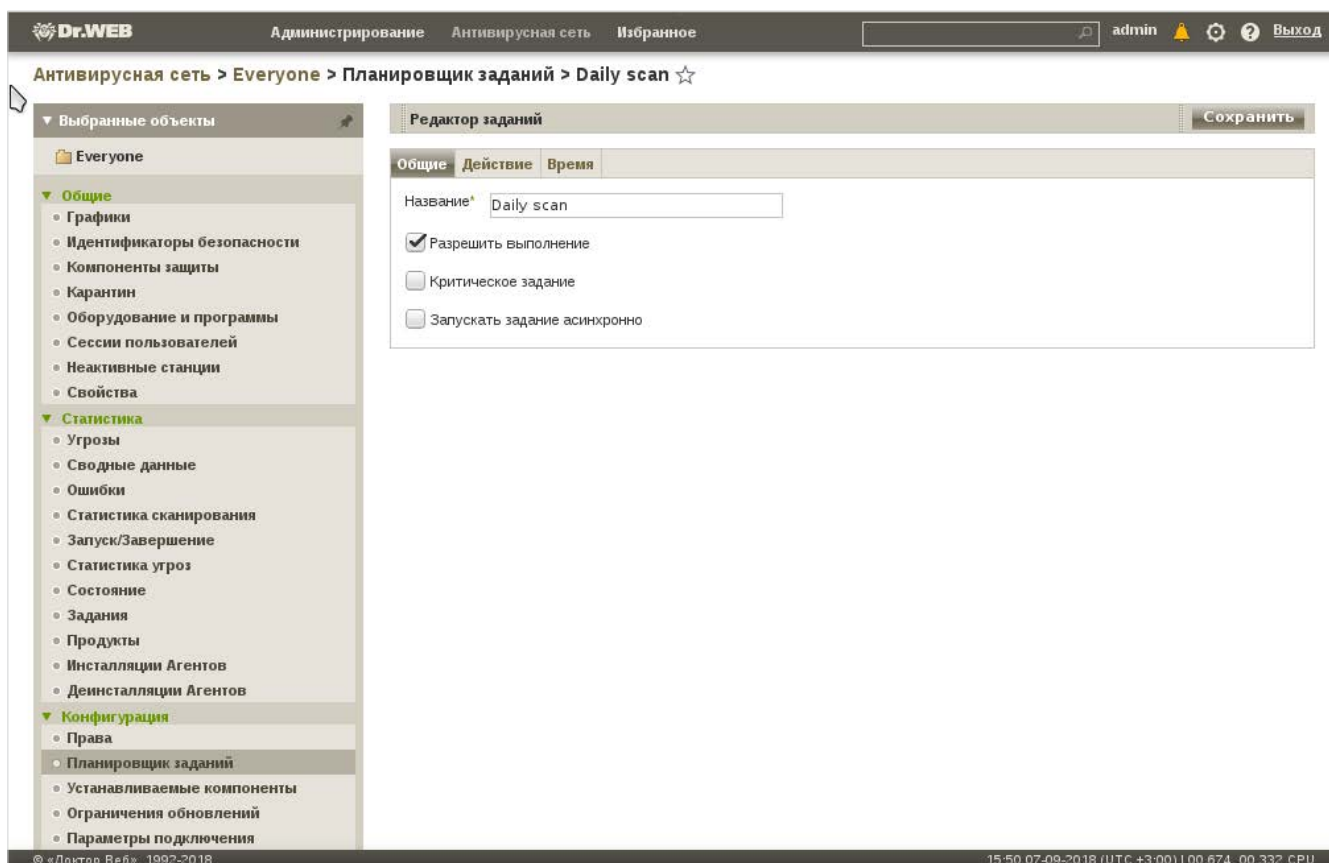 Dr.WEB
Администрирование Антивирусная сеть Избранное admin Выход
Антивирусная сеть > Everyone > Планировщик заданий > Daily scan
Выбранные объекты
Everyone
Общие
Графики
Идентификаторы безопасности
Компоненты защиты
Карантин
Оборудование и программы
Сессии пользователей
Неактивные станции
Свойства
Статистика
Угрозы
Сводные данные
Ошибки
Статистика сканирования
Запуск/Завершение
Статистика угроз
Состояние
Задания
Продукты
Инсталляции Агентов
Деинсталляции Агентов
Конфигурация
Права
Планировщик заданий
Устанавливаемые компоненты
Ограничения обновлений
Параметры подключения
Редактор заданий Сохранить
Общие Действие Время
Название* Daily scan
Разрешить выполнение
Критическое задание
Запускать задание асинхронно
© «Доктор Веб», 1992-2018 15:50 07-09-2018 (UTC +3:00) | 00.674, 00.332 CPU